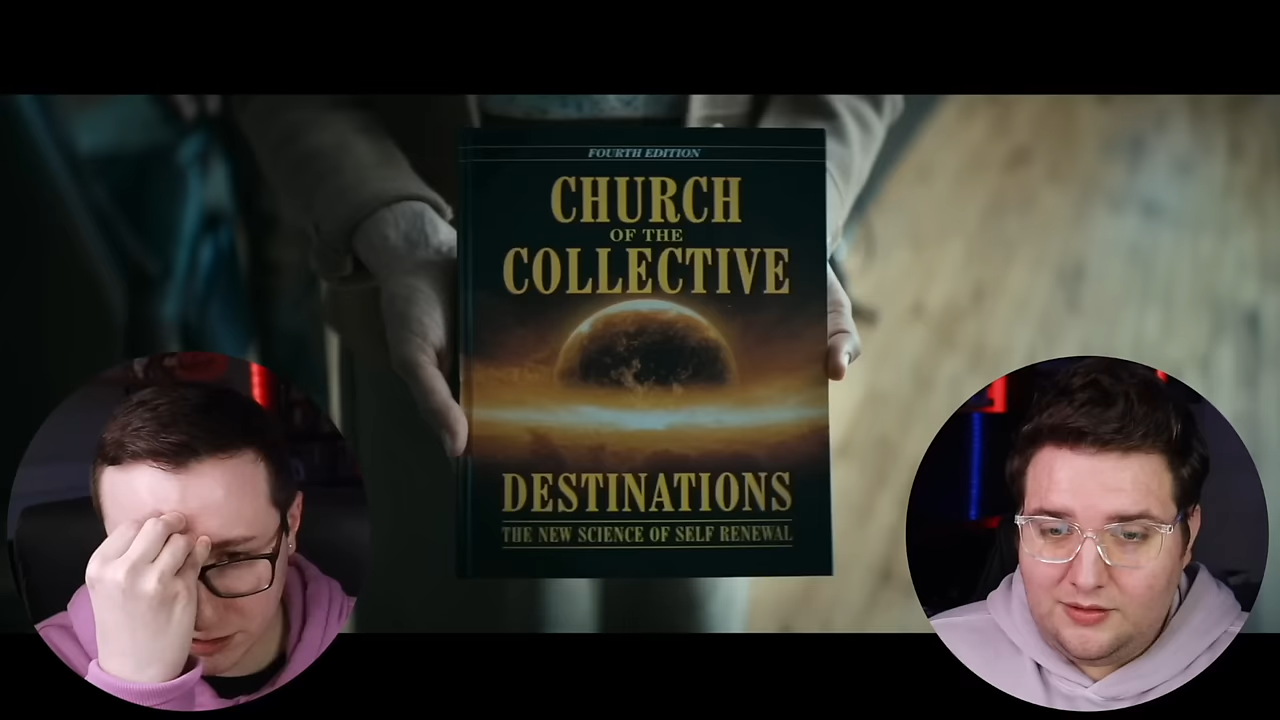 FOURTH EDITION
CHURCH
OF THE
COLLECTIVE
DESTINATIONS
THE NEW SCIENCE OF SELF RENEWAL